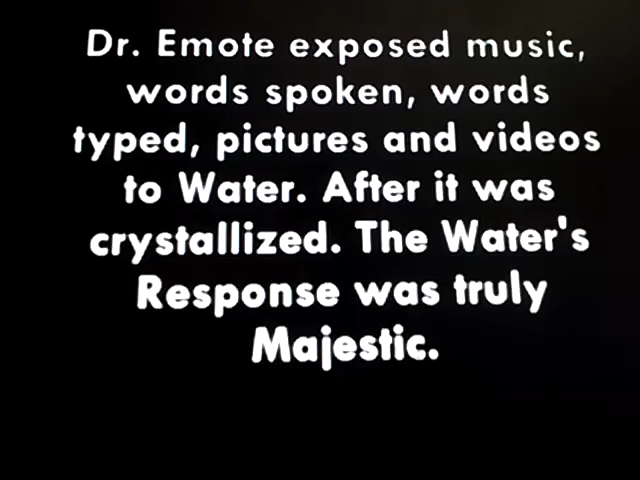 Dr. Emote exposed music,
words spoken, words
typed, pictures and videos
to Water. After it was
crystallized. The Water's
Response was truly
Majestic.